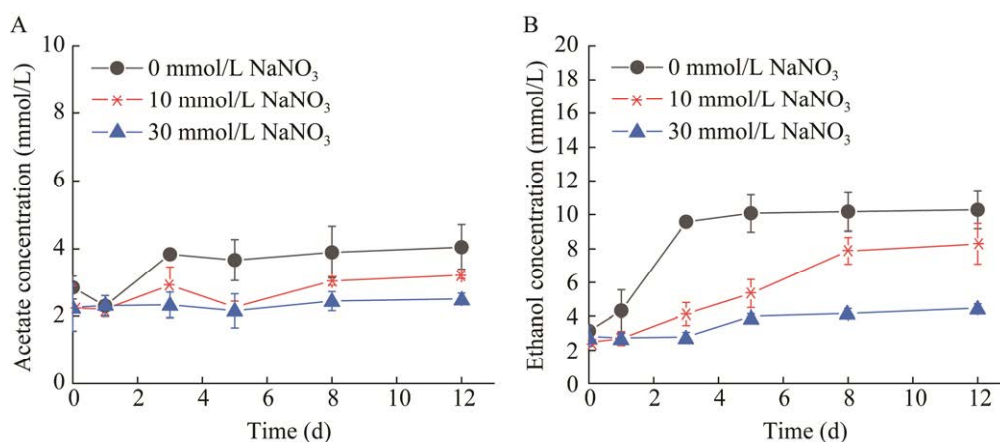 A
Acetate concentration (mmol/L)
10
8
6
4
2
0
0 mmol/L NaNO₃
10 mmol/L NaNO₃
30 mmol/L NaNO₃
0 2 4 6 8 10 12
Time (d)
B
Ethanol concentration (mmol/L)
20
18
16
14
12
10
8
6
4
2
0
0 mmol/L NaNO₃
10 mmol/L NaNO₃
30 mmol/L NaNO₃
0 2 4 6 8 10 12
Time (d)